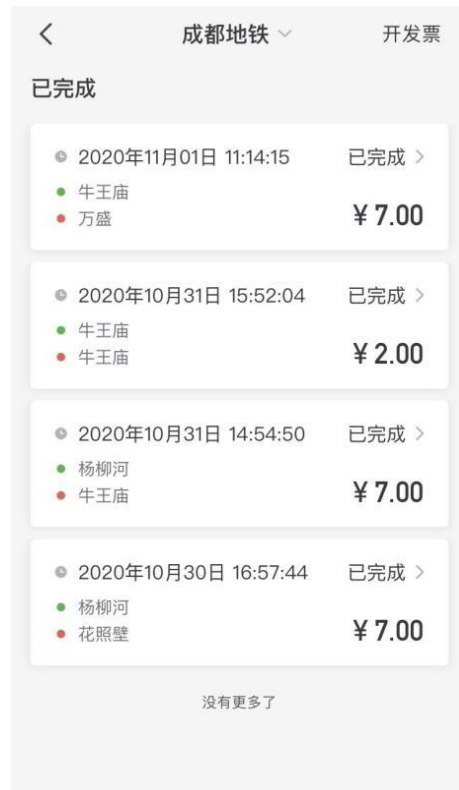 成都地铁
开发票
已完成
2020年11月01日 11:14:15 已完成
牛王庙
万盛
¥ 7.00
2020年10月31日 15:52:04 已完成
牛王庙
牛王庙
¥ 2.00
2020年10月31日 14:54:50 已完成
杨柳河
牛王庙
¥ 7.00
2020年10月30日 16:57:44 已完成
杨柳河
花照壁
¥ 7.00
没有更多了